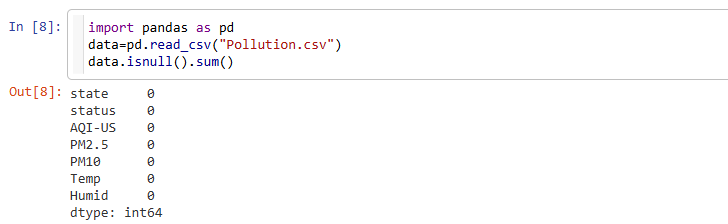 In [8]: import pandas as pd
data=pd.read_csv("Pollution.csv")
data.isnull().sum()
Out[8]: state     0
status    0
AQI-US    0
PM2.5     0
PM10      0
Temp      0
Humid     0
dtype: int64